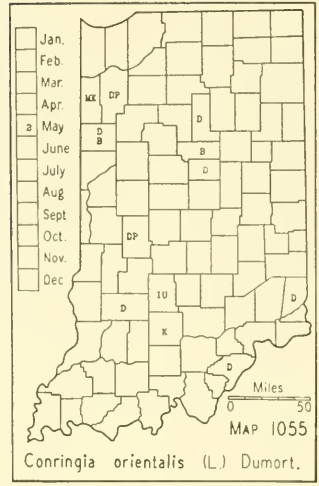 Jan.
Feb.
Mar.
Apr.
2 May
June
July
Aug
Sept
Oct.
Nov.
Dec
MK DP
D
D
B
B
D
DP
IU
D
D
K
D
Miles
0 50
MAP 1055
Conringia orientalis (L.) Dumort.